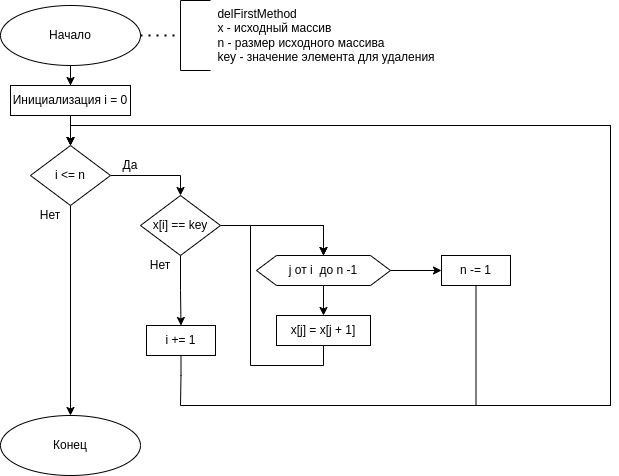 Начало
delFirstMethod
x - исходный массив
n - размер исходного массива
key - значение элемента для удаления
Инициализация i = 0
i <= n
Да
Нет
x[i] == key
Нет
j от i до n -1
n -= 1
x[j] = x[j + 1]
i += 1
Конец